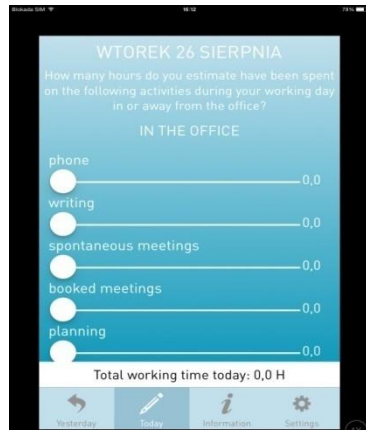 Blokada SIM 16:12 78%
WTOREK 26 SIERPNIA
How many hours do you estimate have been spent
on the following activities during your working day
in or away from the office?
IN THE OFFICE
phone
0,0
writing
0,0
spontaneous meetings
0,0
booked meetings
0,0
planning
0,0
Total working time today: 0,0 H
Yesterday Today Information Settings